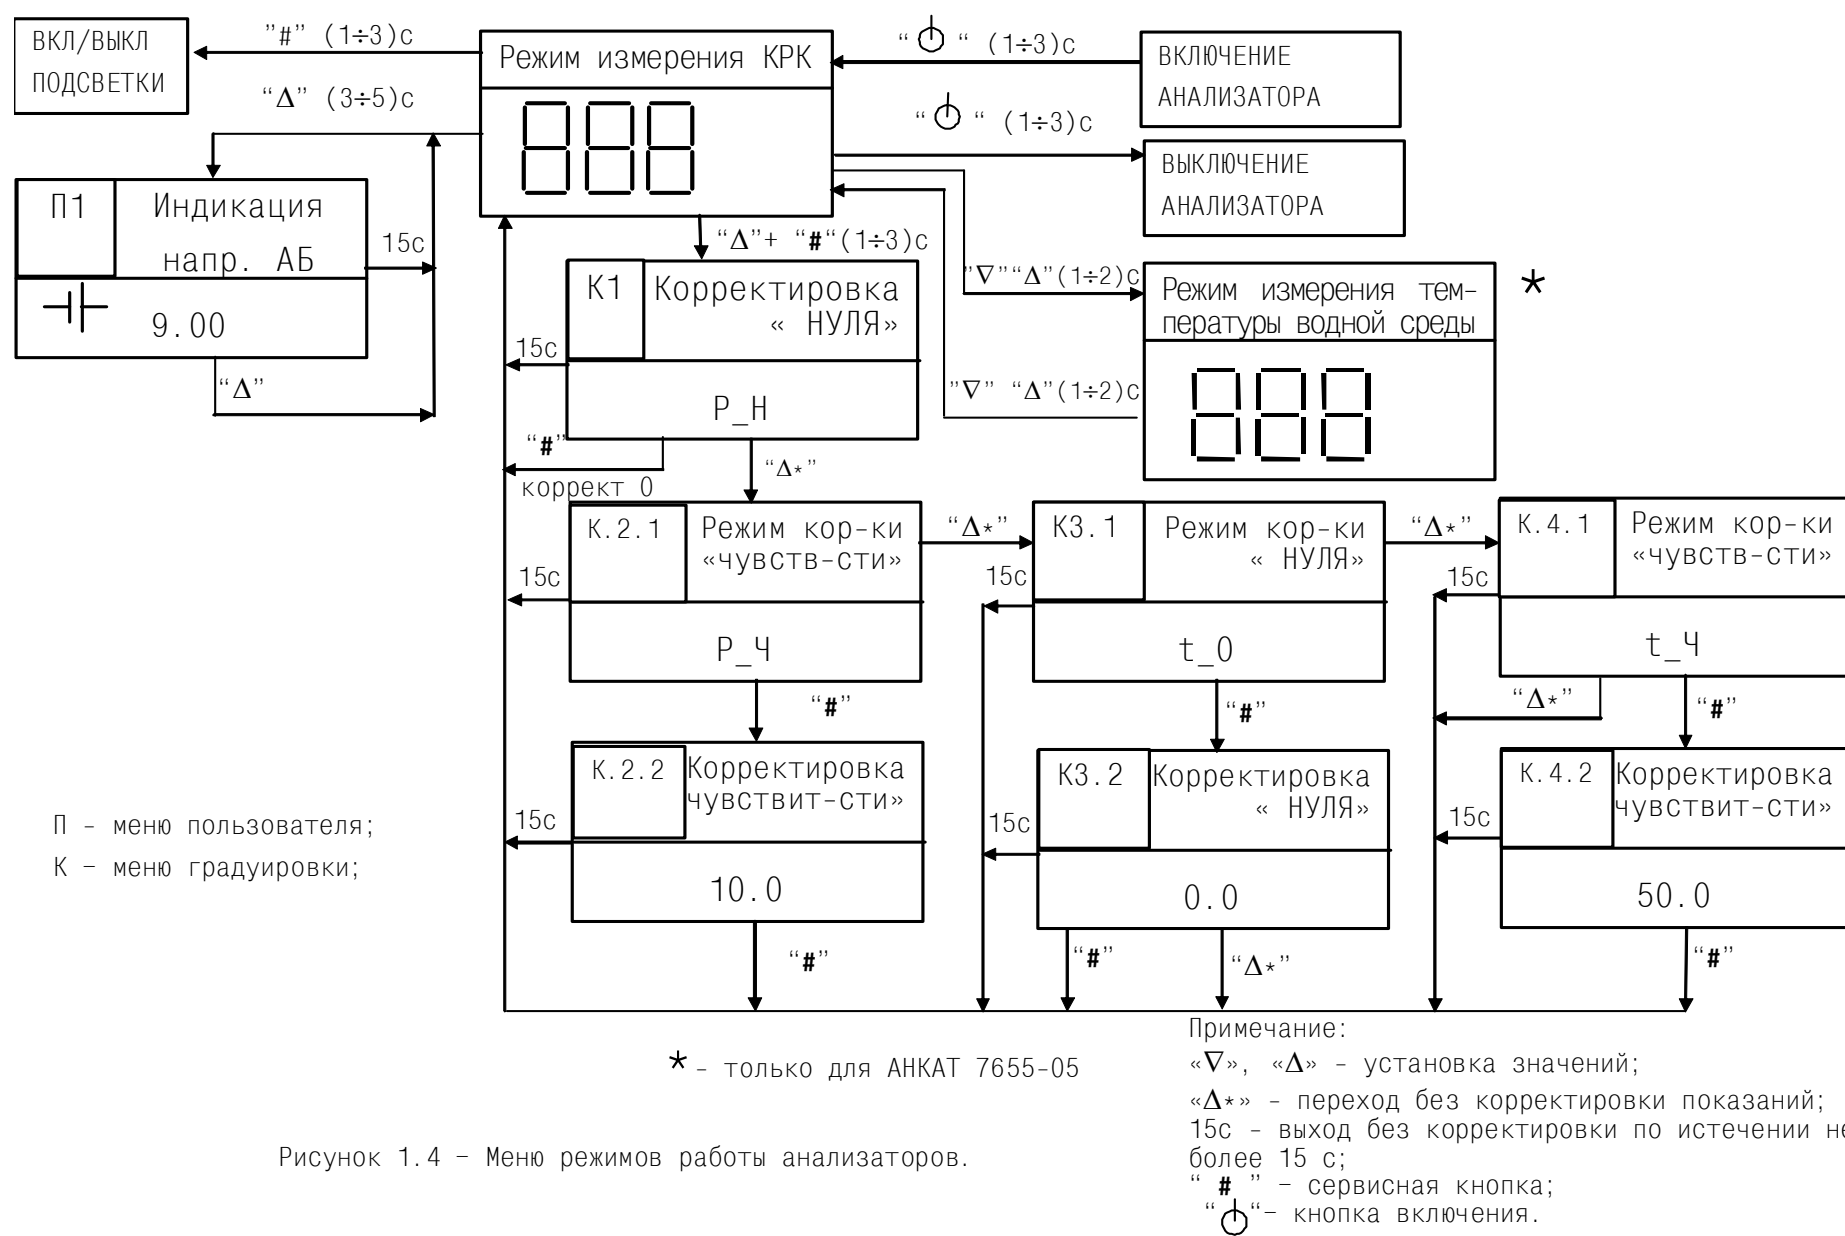 ВКЛ/ВЫКЛ
ПОДСВЕТКИ
”#” (1÷3)с
“Δ” (3÷5)с
Режим измерения КРК
“ “ (1÷3)с
ВКЛЮЧЕНИЕ
АНАЛИЗАТОРА
“ “ (1÷3)с
ВЫКЛЮЧЕНИЕ
АНАЛИЗАТОРА
П1
Индикация
напр. АБ
9.00
15с
“Δ”
“Δ”+ “#“(1÷3)с
К1
Корректировка
« НУЛЯ»
15с
Р_Н
“#”
коррект 0
“Δ*”
”∇”“Δ”(1÷2)с
”∇” “Δ”(1÷2)с
Режим измерения тем-
пературы водной среды
*
К.2.1
Режим кор-ки
«чувств-сти»
15с
Р_Ч
“#”
“Δ*”
К3.1
Режим кор-ки
« НУЛЯ»
15с
t_0
“#”
“Δ*”
К.4.1
Режим кор-ки
«чувств-сти»
15с
t_Ч
“Δ*”
“#”
К.2.2
Корректировка
чувствит-сти»
15с
10.0
“#”
К3.2
Корректировка
« НУЛЯ»
15с
0.0
“#”
“Δ*”
К.4.2
Корректировка
чувствит-сти»
15с
50.0
“#”
П - меню пользователя;
К – меню градуировки;
* - только для АНКАТ 7655-05
Рисунок 1.4 – Меню режимов работы анализаторов.
Примечание:
«∇», «Δ» – установка значений;
«Δ*» – переход без корректировки показаний;
15с – выход без корректировки по истечении не
более 15 с;
“ # ” – сервисная кнопка;
“ “– кнопка включения.